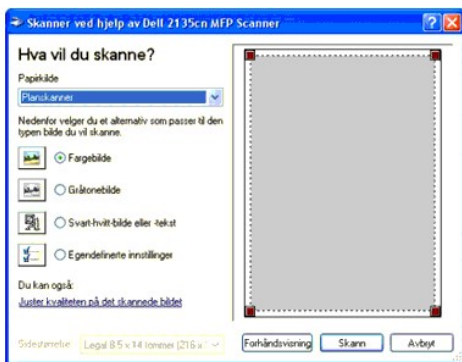 Skanner ved hjelp av Dell 2135cn MFP Scanner
Hva vil du skanne?
Papirkilde
Planskanner
Nedenfor velger du et alternativ som passer til den
typen bilde du vil skanne.
Fargebilde
Gråtonebilde
Svart-hvitt-bilde eller -tekst
Egendefinerte innstillinger
Du kan også:
Juster kvaliteten på det skannede bildet
Sidestørrelse: Legal 8.5 x 14 tommer (216 x
Forhåndsvisning
Skann
Avbryt